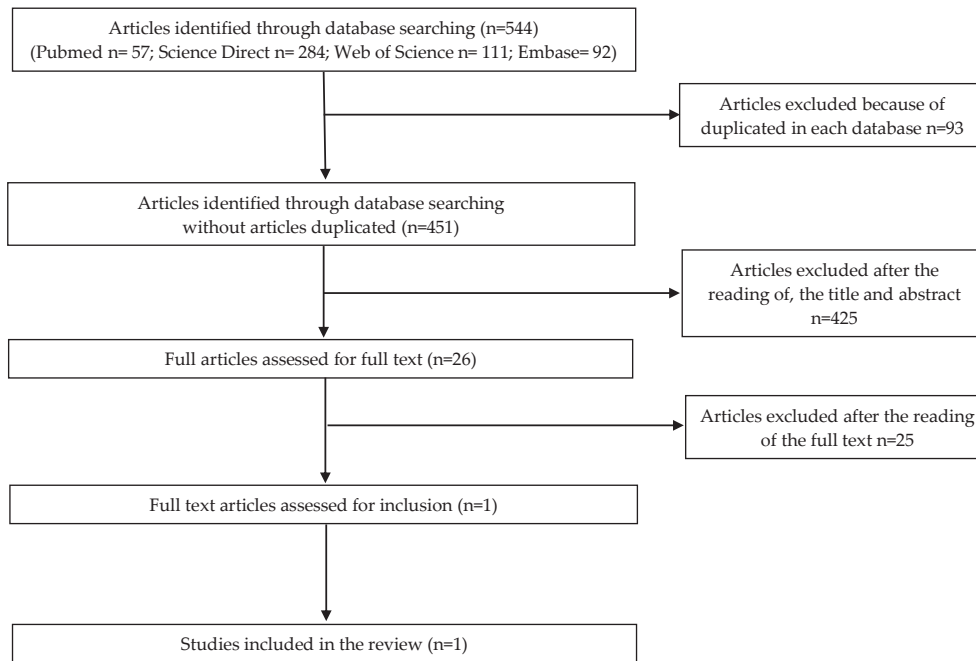 Articles identified through database searching (n=544)
(Pubmed n= 57; Science Direct n= 284; Web of Science n= 111; Embase= 92)
Articles excluded because of
duplicated in each database n=93
Articles identified through database searching
without articles duplicated (n=451)
Articles excluded after the
reading of, the title and abstract
n=425
Full articles assessed for full text (n=26)
Articles excluded after the reading
of the full text n=25
Full text articles assessed for inclusion (n=1)
Studies included in the review (n=1)